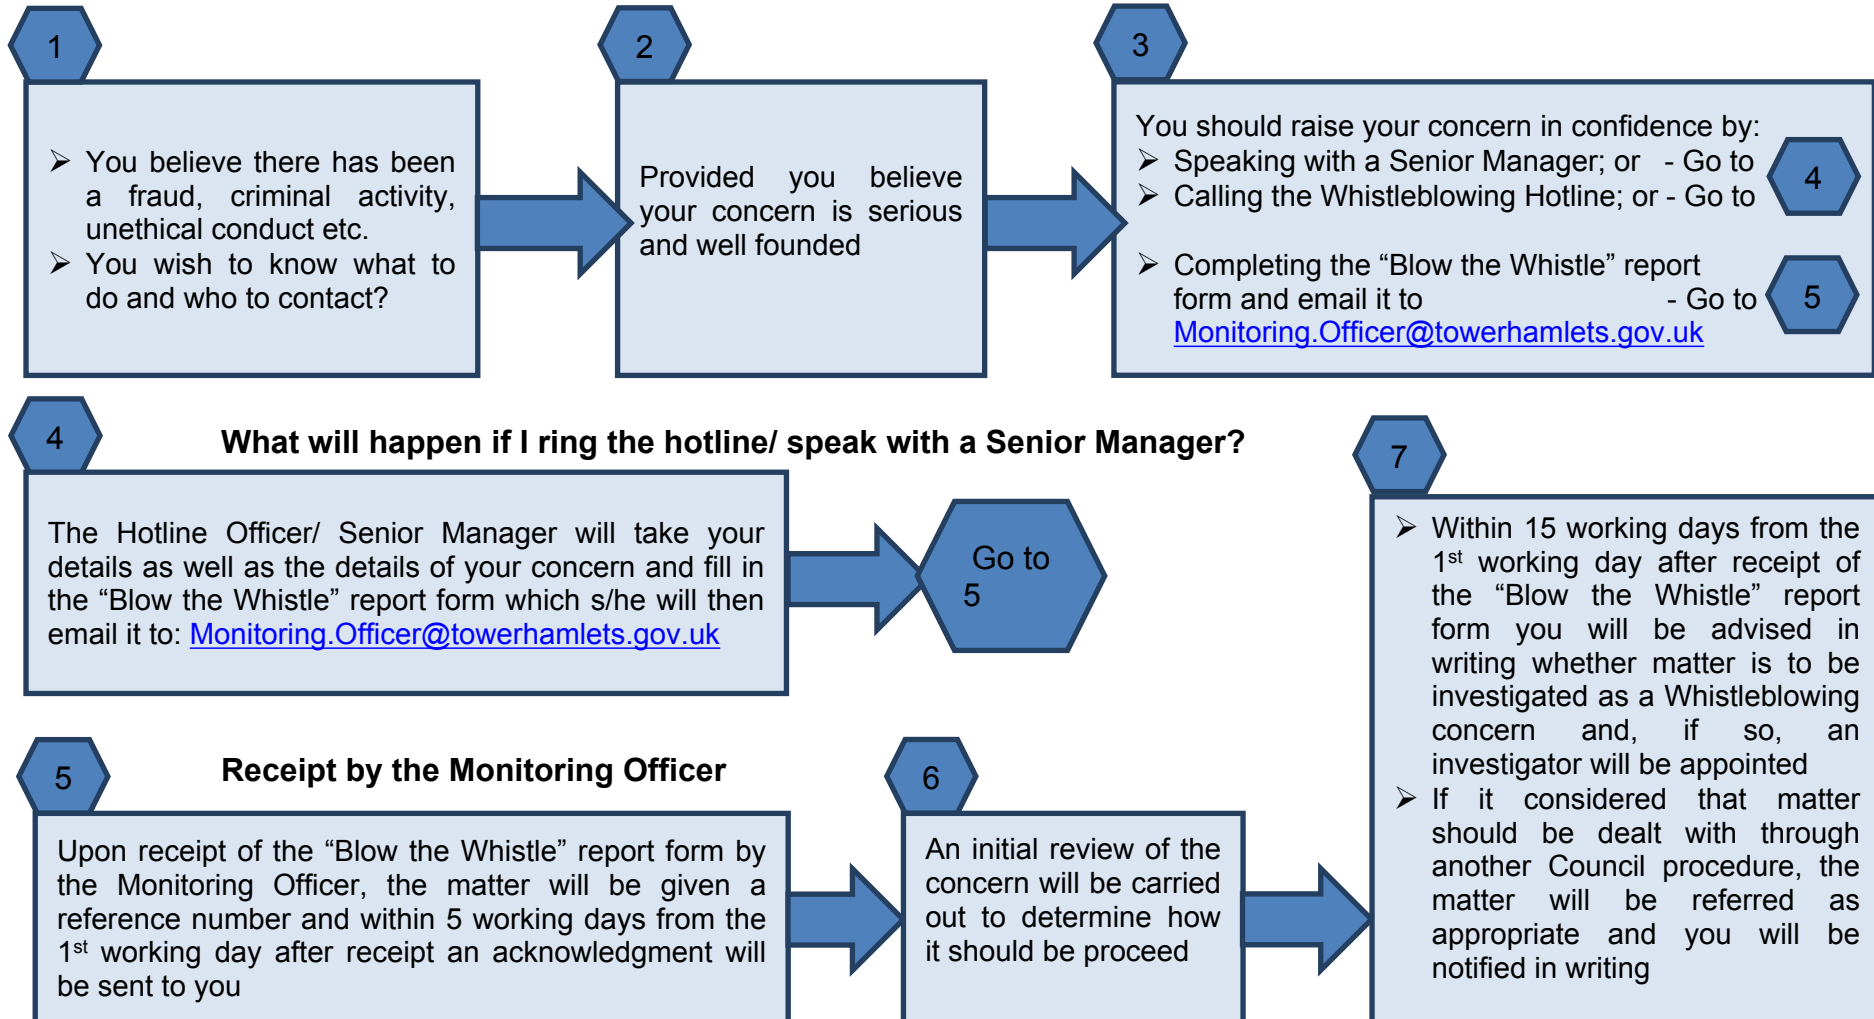 1
➢ You believe there has been
a fraud, criminal activity,
unethical conduct etc.
➢ You wish to know what to
do and who to contact?
2
Provided you believe
your concern is serious
and well founded
3
You should raise your concern in confidence by:
➢ Speaking with a Senior Manager; or - Go to
➢ Calling the Whistleblowing Hotline; or - Go to
4
➢ Completing the “Blow the Whistle” report
form and email it to - Go to
5
Monitoring.Officer@towerhamlets.gov.uk
4
What will happen if I ring the hotline/ speak with a Senior Manager?
The Hotline Officer/ Senior Manager will take your
details as well as the details of your concern and fill in
the “Blow the Whistle” report form which s/he will then
email it to: Monitoring.Officer@towerhamlets.gov.uk
Go to
5
5
Receipt by the Monitoring Officer
Upon receipt of the “Blow the Whistle” report form by
the Monitoring Officer, the matter will be given a
reference number and within 5 working days from the
1st working day after receipt an acknowledgment will
be sent to you
6
An initial review of the
concern will be carried
out to determine how
it should be proceed
7
➢ Within 15 working days from the
1st working day after receipt of
the “Blow the Whistle” report
form you will be advised in
writing whether matter is to be
investigated as a Whistleblowing
concern and, if so, an
investigator will be appointed
➢ If it considered that matter
should be dealt with through
another Council procedure, the
matter will be referred as
appropriate and you will be
notified in writing